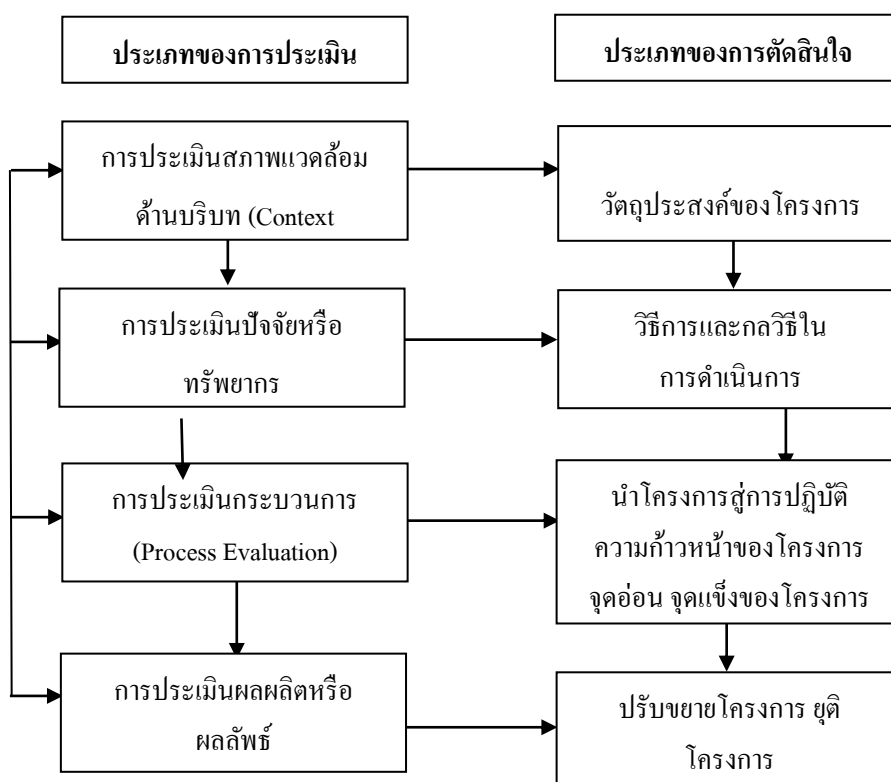 ประเภทของการประเมิน
ประเภทของการตัดสินใจ
การประเมินสภาพแวดล้อม
ด้านบริบท (Context
วัตถุประสงค์ของโครงการ
การประเมินปัจจัยหรือ
ทรัพยากร
วิธีการและกลวิธีใน
การดำเนินการ
การประเมินกระบวนการ
(Process Evaluation)
นำโครงการสู่การปฏิบัติ
ความก้าวหน้าของโครงการ
จุดอ่อน จุดแข็งของโครงการ
การประเมินผลผลิตหรือ
ผลลัพธ์
ปรับขยายโครงการ ยุติ
โครงการ